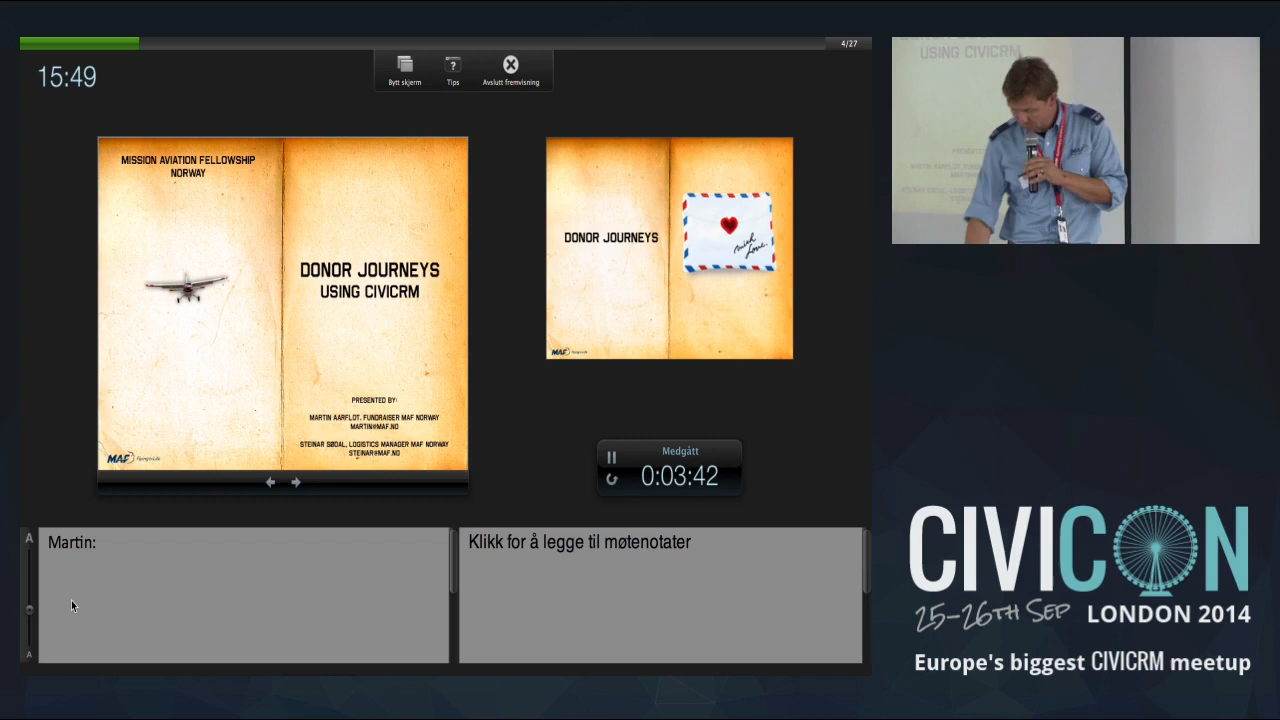 4/27
15:49
Bytt skjerm
Tips
Avslutt fremvisning
MISSION AVIATION FELLOWSHIP
NORWAY
DONOR JOURNEYS
USING CIVICRM
PRESENTED BY:
MARTIN AARFLOT, FUNDRAISER MAF NORWAY
MARTIN@MAF.NO
STEINAR SØDAL, LOGISTICS MANAGER MAF NORWAY
STEINAR@MAF.NO
MAF
DONOR JOURNEYS
with
love.
MAF
Medgått
0:03:42
A
A
Martin:
Klikk for å legge til møtenotater
USING CIVICRM
CIVICON
25-26TH SEP LONDON 2014
Europe's biggest CIVICRM meetup